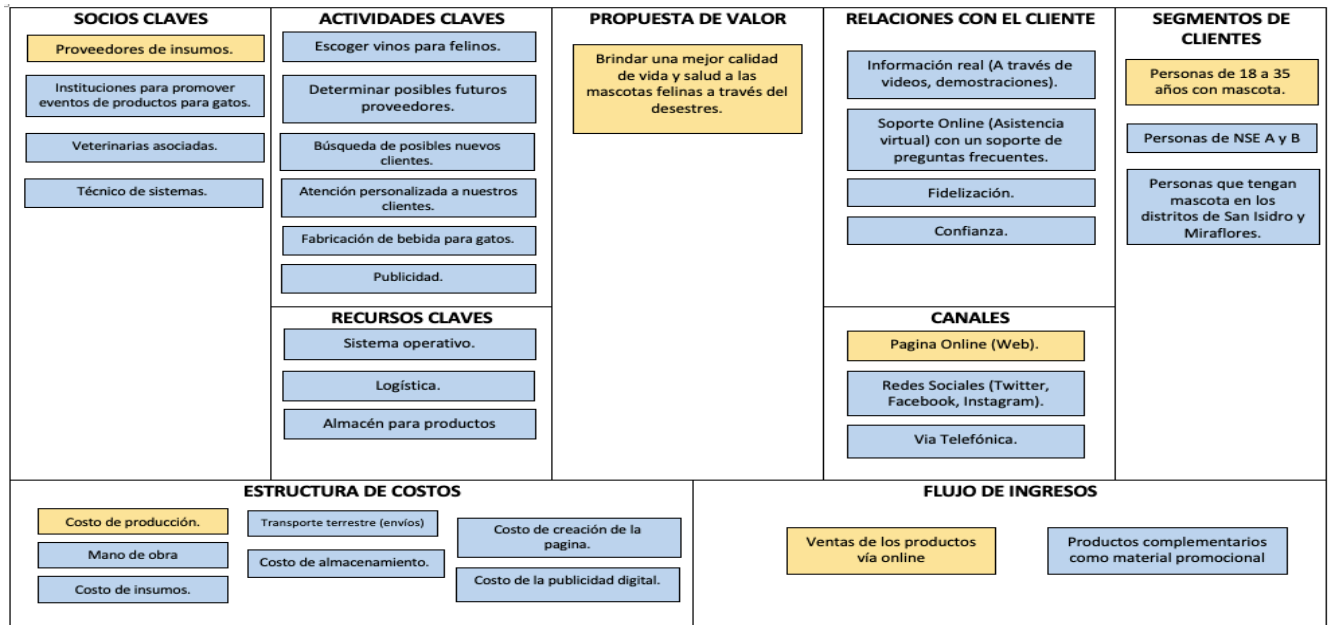 SOCIOS CLAVES
Proveedores de insumos.
Instituciones para promover
eventos de productos para gatos.
Veterinarias asociadas.
Técnico de sistemas.
ACTIVIDADES CLAVES
Escoger vinos para felinos.
Determinar posibles futuros
proveedores.
Búsqueda de posibles nuevos
clientes.
Atención personalizada a nuestros
clientes.
Fabricación de bebida para gatos.
Publicidad.
RECURSOS CLAVES
Sistema operativo.
Logística.
Almacén para productos
PROPUESTA DE VALOR
Brindar una mejor calidad
de vida y salud a las
mascotas felinas a través del
desestres.
RELACIONES CON EL CLIENTE
Información real (A través de
videos, demostraciones).
Soporte Online (Asistencia
virtual) con un soporte de
preguntas frecuentes.
Fidelización.
Confianza.
CANALES
Pagina Online (Web).
Redes Sociales (Twitter,
Facebook, Instagram).
Via Telefónica.
SEGMENTOS DE
CLIENTES
Personas de 18 a 35
años con mascota.
Personas de NSE A y B
Personas que tengan
mascota en los
distritos de San Isidro y
Miraflores.
ESTRUCTURA DE COSTOS
Costo de producción.
Mano de obra
Costo de insumos.
Transporte terrestre (envíos)
Costo de almacenamiento.
Costo de creación de la
pagina.
Costo de la publicidad digital.
FLUJO DE INGRESOS
Ventas de los productos
vía online
Productos complementarios
como material promocional